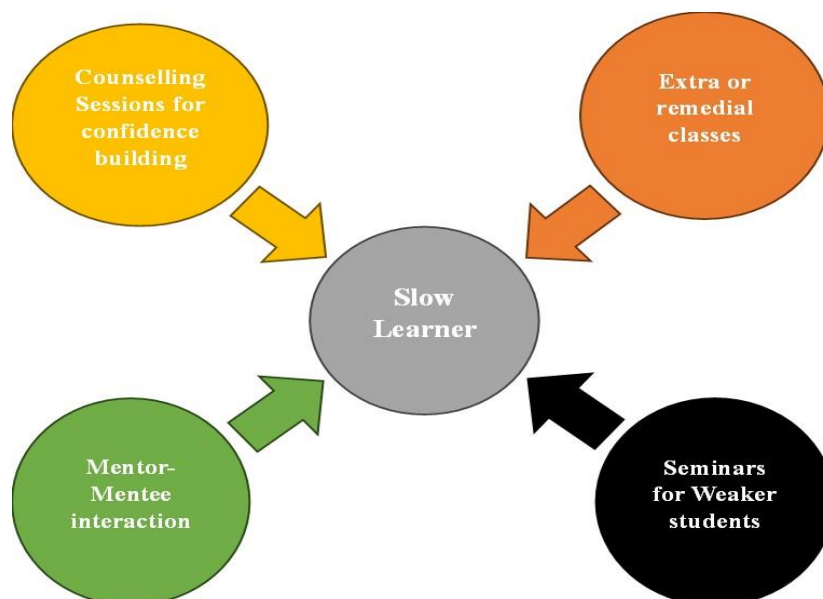 Counselling
Sessions for
confidence
building
Extra or
remedial
classes
Slow
Learner
Mentor-
Mentee
interaction
Seminars
for Weaker
students